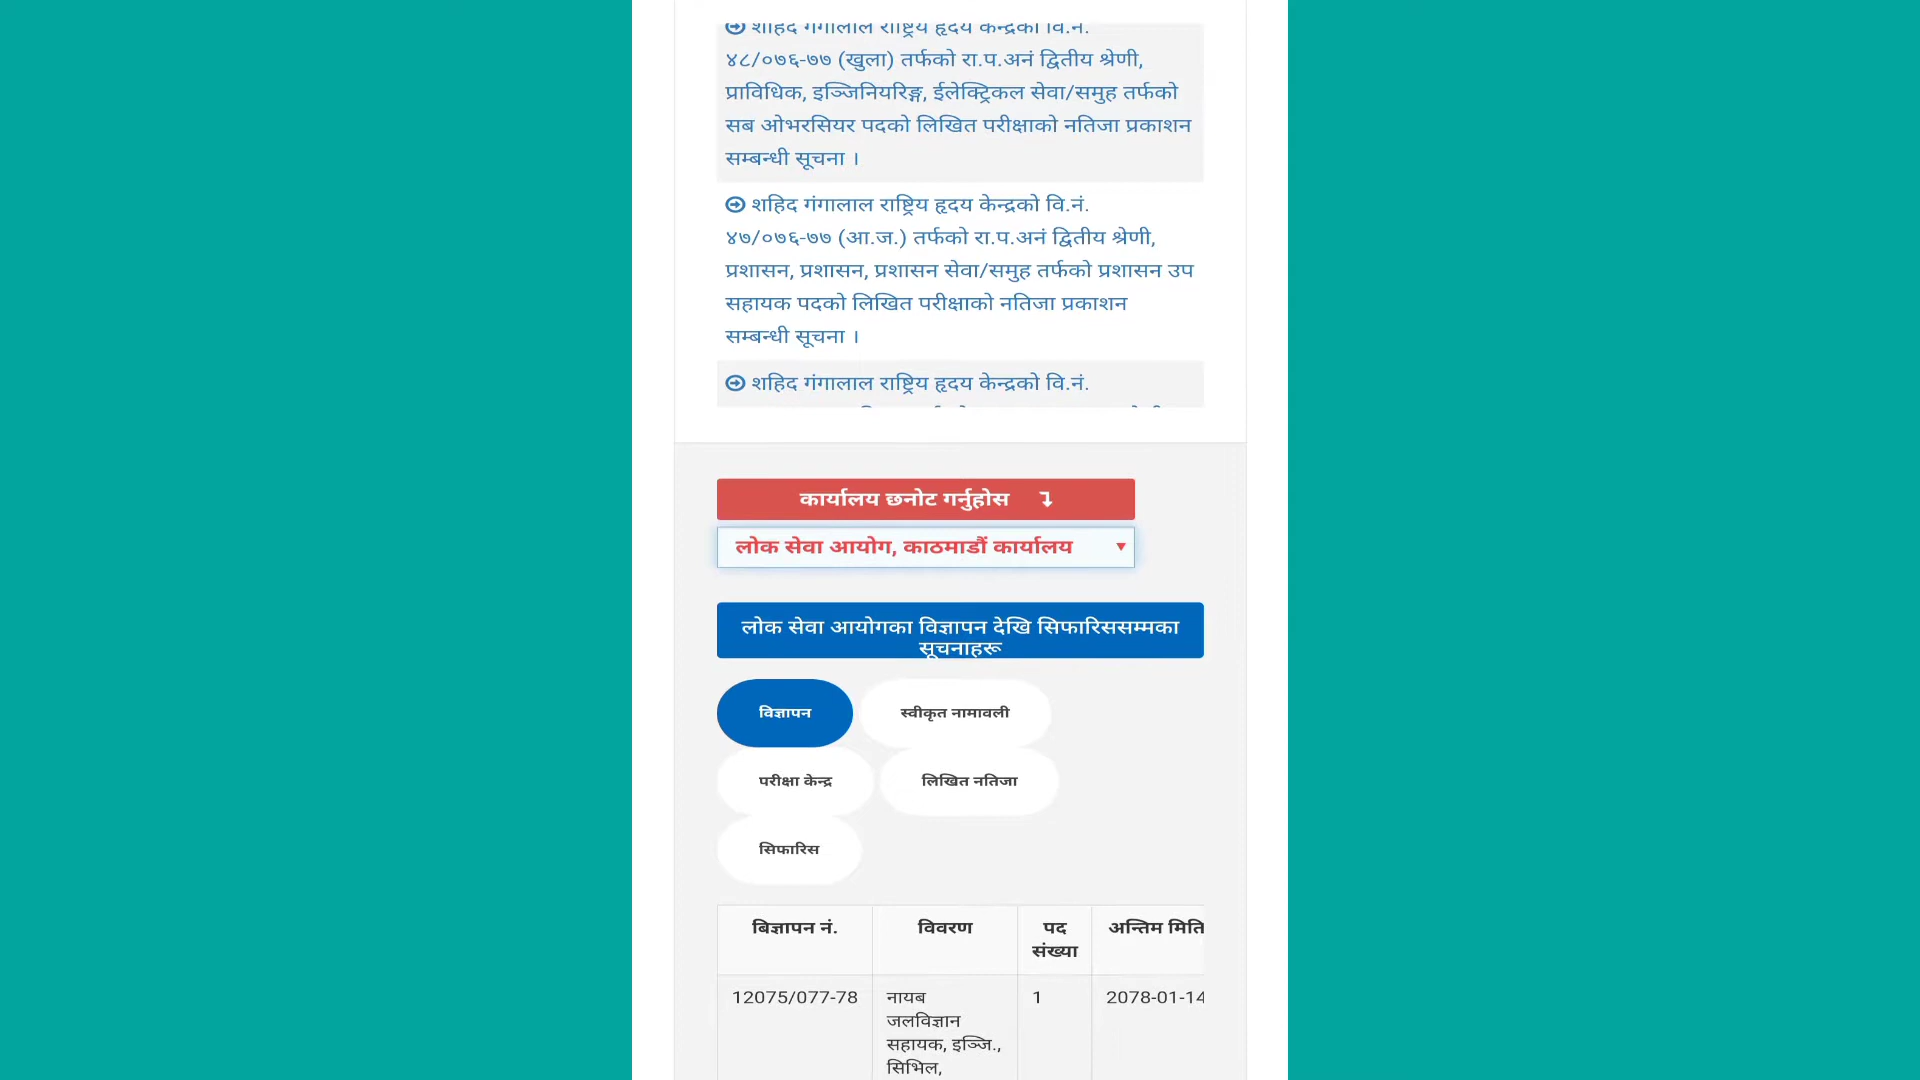 शहिद गंगालाल राष्ट्रिय हृदय केन्द्रको वि.नं.
४८/०७६-७७ (खुला) तर्फको रा.प.अनं द्वितीय श्रेणी,
प्राविधिक, इञ्जिनियरिङ्ग, ईलेक्ट्रिकल सेवा/समुह तर्फको
सब ओभरसियर पदको लिखित परीक्षाको नतिजा प्रकाशन
सम्बन्धी सूचना ।
शहिद गंगालाल राष्ट्रिय हृदय केन्द्रको वि.नं.
४७/०७६-७७ (आ.ज.) तर्फको रा.प.अनं द्वितीय श्रेणी,
प्रशासन, प्रशासन, प्रशासन सेवा/समुह तर्फको प्रशासन उप
सहायक पदको लिखित परीक्षाको नतिजा प्रकाशन
सम्बन्धी सूचना ।
शहिद गंगालाल राष्ट्रिय हृदय केन्द्रको वि.नं.
कार्यालय छनोट गर्नुहोस
लोक सेवा आयोग, काठमाडौं कार्यालय
लोक सेवा आयोगका विज्ञापन देखि सिफारिससम्मका
सूचनाहरू
विज्ञापन स्वीकृत नामावली
परीक्षा केन्द्र लिखित नतिजा
सिफारिस
बिज्ञापन नं. विवरण पद अन्तिम मिति
संख्या
12075/077-78 नायब 1 2078-01-14
जलविज्ञान
सहायक, इञ्जि.,
सिभिल,